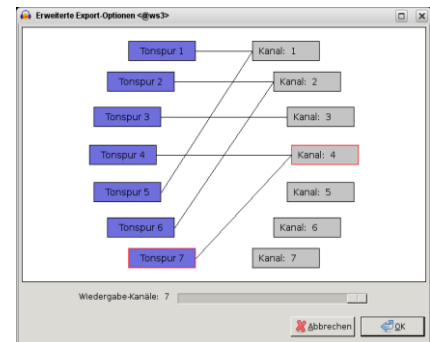 Erweiterte Export-Optionen <@ws3>
Tonspur 1 Kanal: 1
Tonspur 2 Kanal: 2
Tonspur 3 Kanal: 3
Tonspur 4 Kanal: 4
Tonspur 5 Kanal: 5
Tonspur 6 Kanal: 6
Tonspur 7 Kanal: 7
Wiedergabe-Kanäle: 7
Abbrechen OK